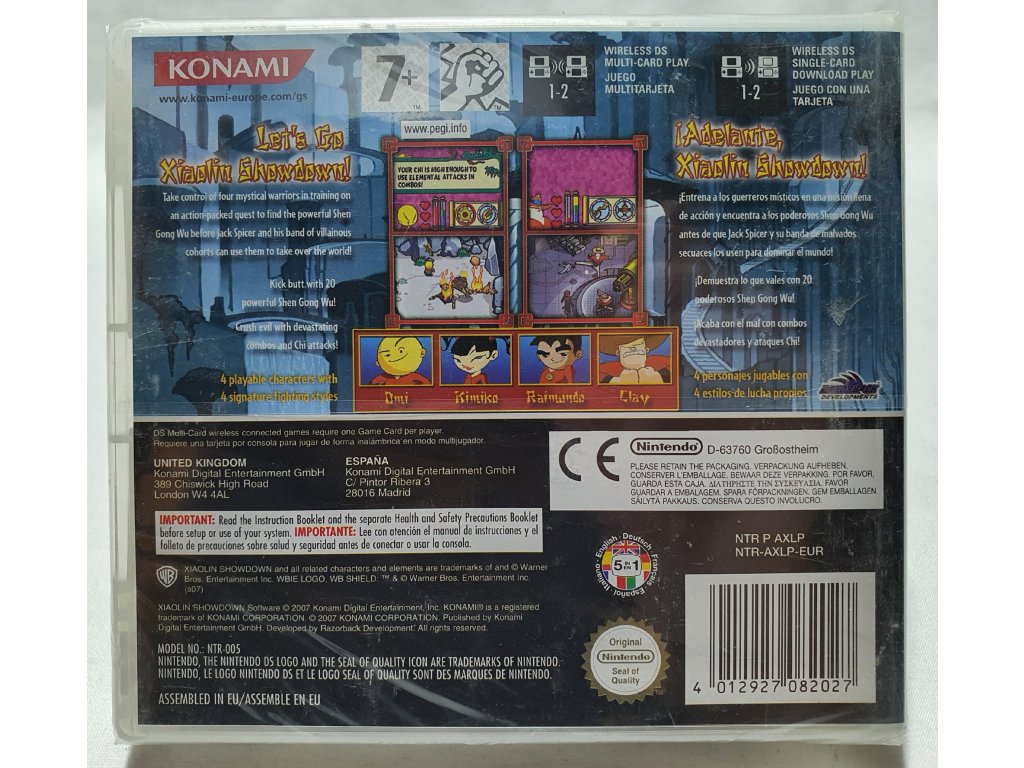 KONAMI
www.konami-europe.com/gs
7+
TM
TM
www.pegi.info
1-2
WIRELESS DS
MULTI-CARD PLAY
JUEGO
MULTITARJETA
1-2
WIRELESS DS
SINGLE-CARD
DOWNLOAD PLAY
JUEGO CON UNA
TARJETA
Let's Go
Xiaolin Showdown!
Take control of four mystical warriors in training on
an action-packed quest to find the powerful Shen
Gong Wu before Jack Spicer and his band of villainous
cohorts can use them to take over the world!
Kick butt with 20
powerful Shen Gong Wu!
Crush evil with devastating
combos and Chi attacks!
4 playable characters with
4 signature fighting styles
YOUR CHI IS HIGH ENOUGH TO
USE ELEMENTAL ATTACKS IN
COMBOS!
Omi Kimiko Raimundo Clay
¡Adelante,
Xiaolin Showdown!
¡Entrena a los guerreros místicos en una misión llena
de acción y encuentra a los poderosos Shen Gong Wu
antes de que Jack Spicer y su banda de malvados
secuaces los usen para dominar el mundo!
¡Demuestra lo que vales con 20
poderosos Shen Gong Wu!
¡Acaba con el mal con combos
devastadores y ataques Chi!
4 personajes jugables con
4 estilos de lucha propios
DEVELOPMENTS
DS Multi-Card wireless connected games require one Game Card per player.
Requiere una tarjeta por consola para jugar de forma inalámbrica en modo multijugador.
UNITED KINGDOM
Konami Digital Entertainment GmbH
389 Chiswick High Road
London W4 4AL
ESPAÑA
Konami Digital Entertainment GmbH
C/ Pintor Ribera 3
28016 Madrid
CE
Nintendo D-63760 Großostheim
PLEASE RETAIN THE PACKAGING. VERPACKUNG AUFHEBEN.
CONSERVER L'EMBALLAGE. BEWAAR DEZE VERPAKKING. POR FAVOR,
GUARDA ESTA CAJA. ΔΙΑΤΗΡΗΣΤΕ ΤΗΝ ΣΥΣΚΕΥΑΣΙΑ. FAVOR
GUARDAR A EMBALAGEM. SPARA FÖRPACKNINGEN. GEM EMBALLAGEN.
SÄILYTÄ PAKKAUS. CONSERVA QUESTO INVOLUCRO.
IMPORTANT: Read the Instruction Booklet and the separate Health and Safety Precautions Booklet
before setup or use of your system. IMPORTANTE: Lee con atención el manual de instrucciones y el
folleto de precauciones sobre salud y seguridad antes de conectar o usar la consola.
WB
XIAOLIN SHOWDOWN and all related characters and elements are trademarks of and © Warner
Bros. Entertainment Inc. WBIE LOGO, WB SHIELD: ™ & © Warner Bros. Entertainment Inc.
(s07)
XIAOLIN SHOWDOWN Software © 2007 Konami Digital Entertainment, Inc. KONAMI® is a registered
trademark of KONAMI CORPORATION. © 2007 KONAMI CORPORATION. Published by Konami
Digital Entertainment GmbH. Developed by Razorback Development. All rights reserved.
MODEL NO.: NTR-005
NINTENDO, THE NINTENDO DS LOGO AND THE SEAL OF QUALITY ICON ARE TRADEMARKS OF NINTENDO.
NINTENDO, LE LOGO NINTENDO DS ET LE LOGO SEAL OF QUALITY SONT DES MARQUES DE NINTENDO.
ASSEMBLED IN EU/ASSEMBLE EN EU
English · Deutsch · Français · Español · Italiano
5 IN 1
EN
Original
Nintendo
Seal of
Quality
NTR P AXLP
NTR-AXLP-EUR
4 012927 082027